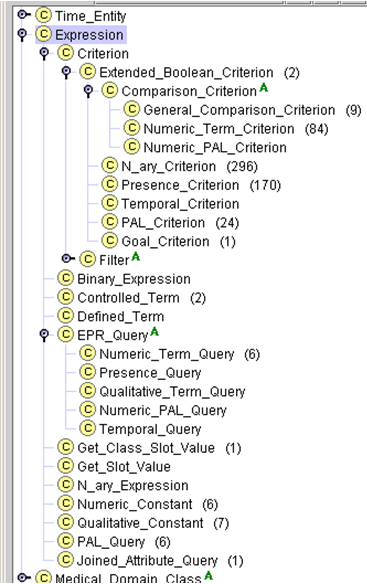 C Time_Entity
C Expression
C Criterion
C Extended_Boolean_Criterion (2)
C Comparison_Criterion A
C General_Comparison_Criterion (9)
C Numeric_Term_Criterion (84)
C Numeric_PAL_Criterion
C N_ary_Criterion (296)
C Presence_Criterion (170)
C Temporal_Criterion
C PAL_Criterion (24)
C Goal_Criterion (1)
C Filter A
C Binary_Expression
C Controlled_Term (2)
C Defined_Term
C EPR_Query A
C Numeric_Term_Query (6)
C Presence_Query
C Qualitative_Term_Query
C Numeric_PAL_Query
C Temporal_Query
C Get_Class_Slot_Value (1)
C Get_Slot_Value
C N_ary_Expression
C Numeric_Constant (6)
C Qualitative_Constant (7)
C PAL_Query (6)
C Joined_Attribute_Query (1)
C Medical_Domain_Class A